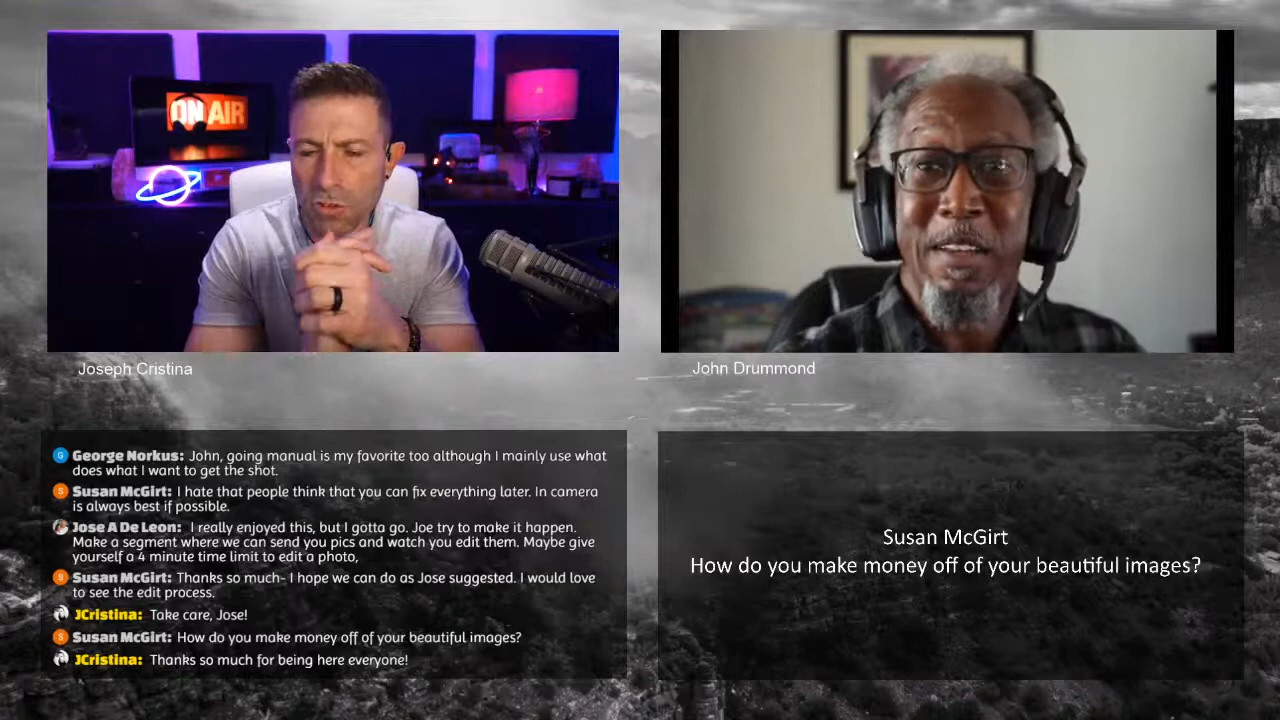 ON AIR
Joseph Cristina
John Drummond
George Norkus: John, going manual is my favorite too although I mainly use what
does what I want to get the shot.
Susan McGirt: I hate that people think that you can fix everything later. In camera
is always best if possible.
Jose A De Leon: I really enjoyed this, but I gotta go. Joe try to make it happen.
Make a segment where we can send you pics and watch you edit them. Maybe give
yourself a 4 minute time limit to edit a photo,
Susan McGirt: Thanks so much- I hope we can do as Jose suggested. I would love
to see the edit process.
JCristina: Take care, Jose!
Susan McGirt: How do you make money off of your beautiful images?
JCristina: Thanks so much for being here everyone!
Susan McGirt
How do you make money off of your beautiful images?